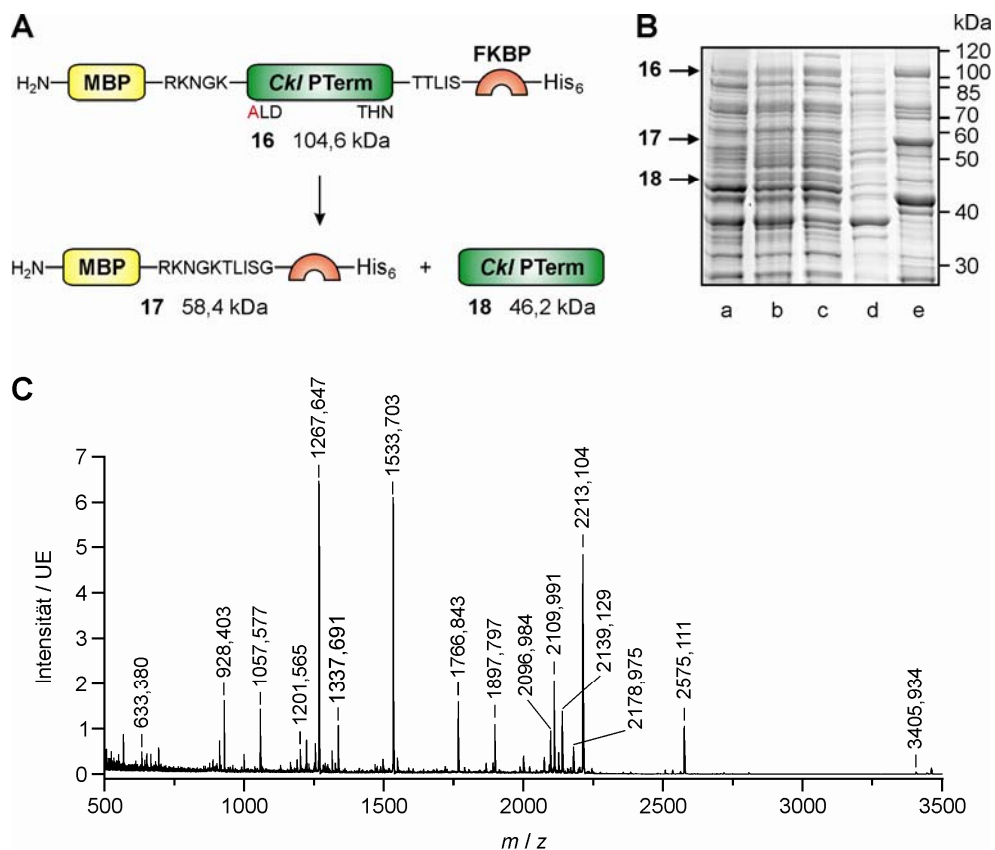 A
FKBP
H₂N MBP RKNGK CkI PTerm TTLIS His₆
ALD THN
16 104,6 kDa
H₂N MBP RKNGKTLISG His₆ + CkI PTerm
17 58,4 kDa 18 46,2 kDa
B
kDa
120
16 100
85
70
17 60
50
18
40
30
a b c d e
C
Intensität / UE
7
6
5
4
3
2
1
0
633,380
928,403
1057,577
1201,565
1267,647
1337,691
1533,703
1766,843
1897,797
2096,984
2109,991
2139,129
2178,975
2213,104
2575,111
3405,934
500 1000 1500 2000 2500 3000 3500
m / z